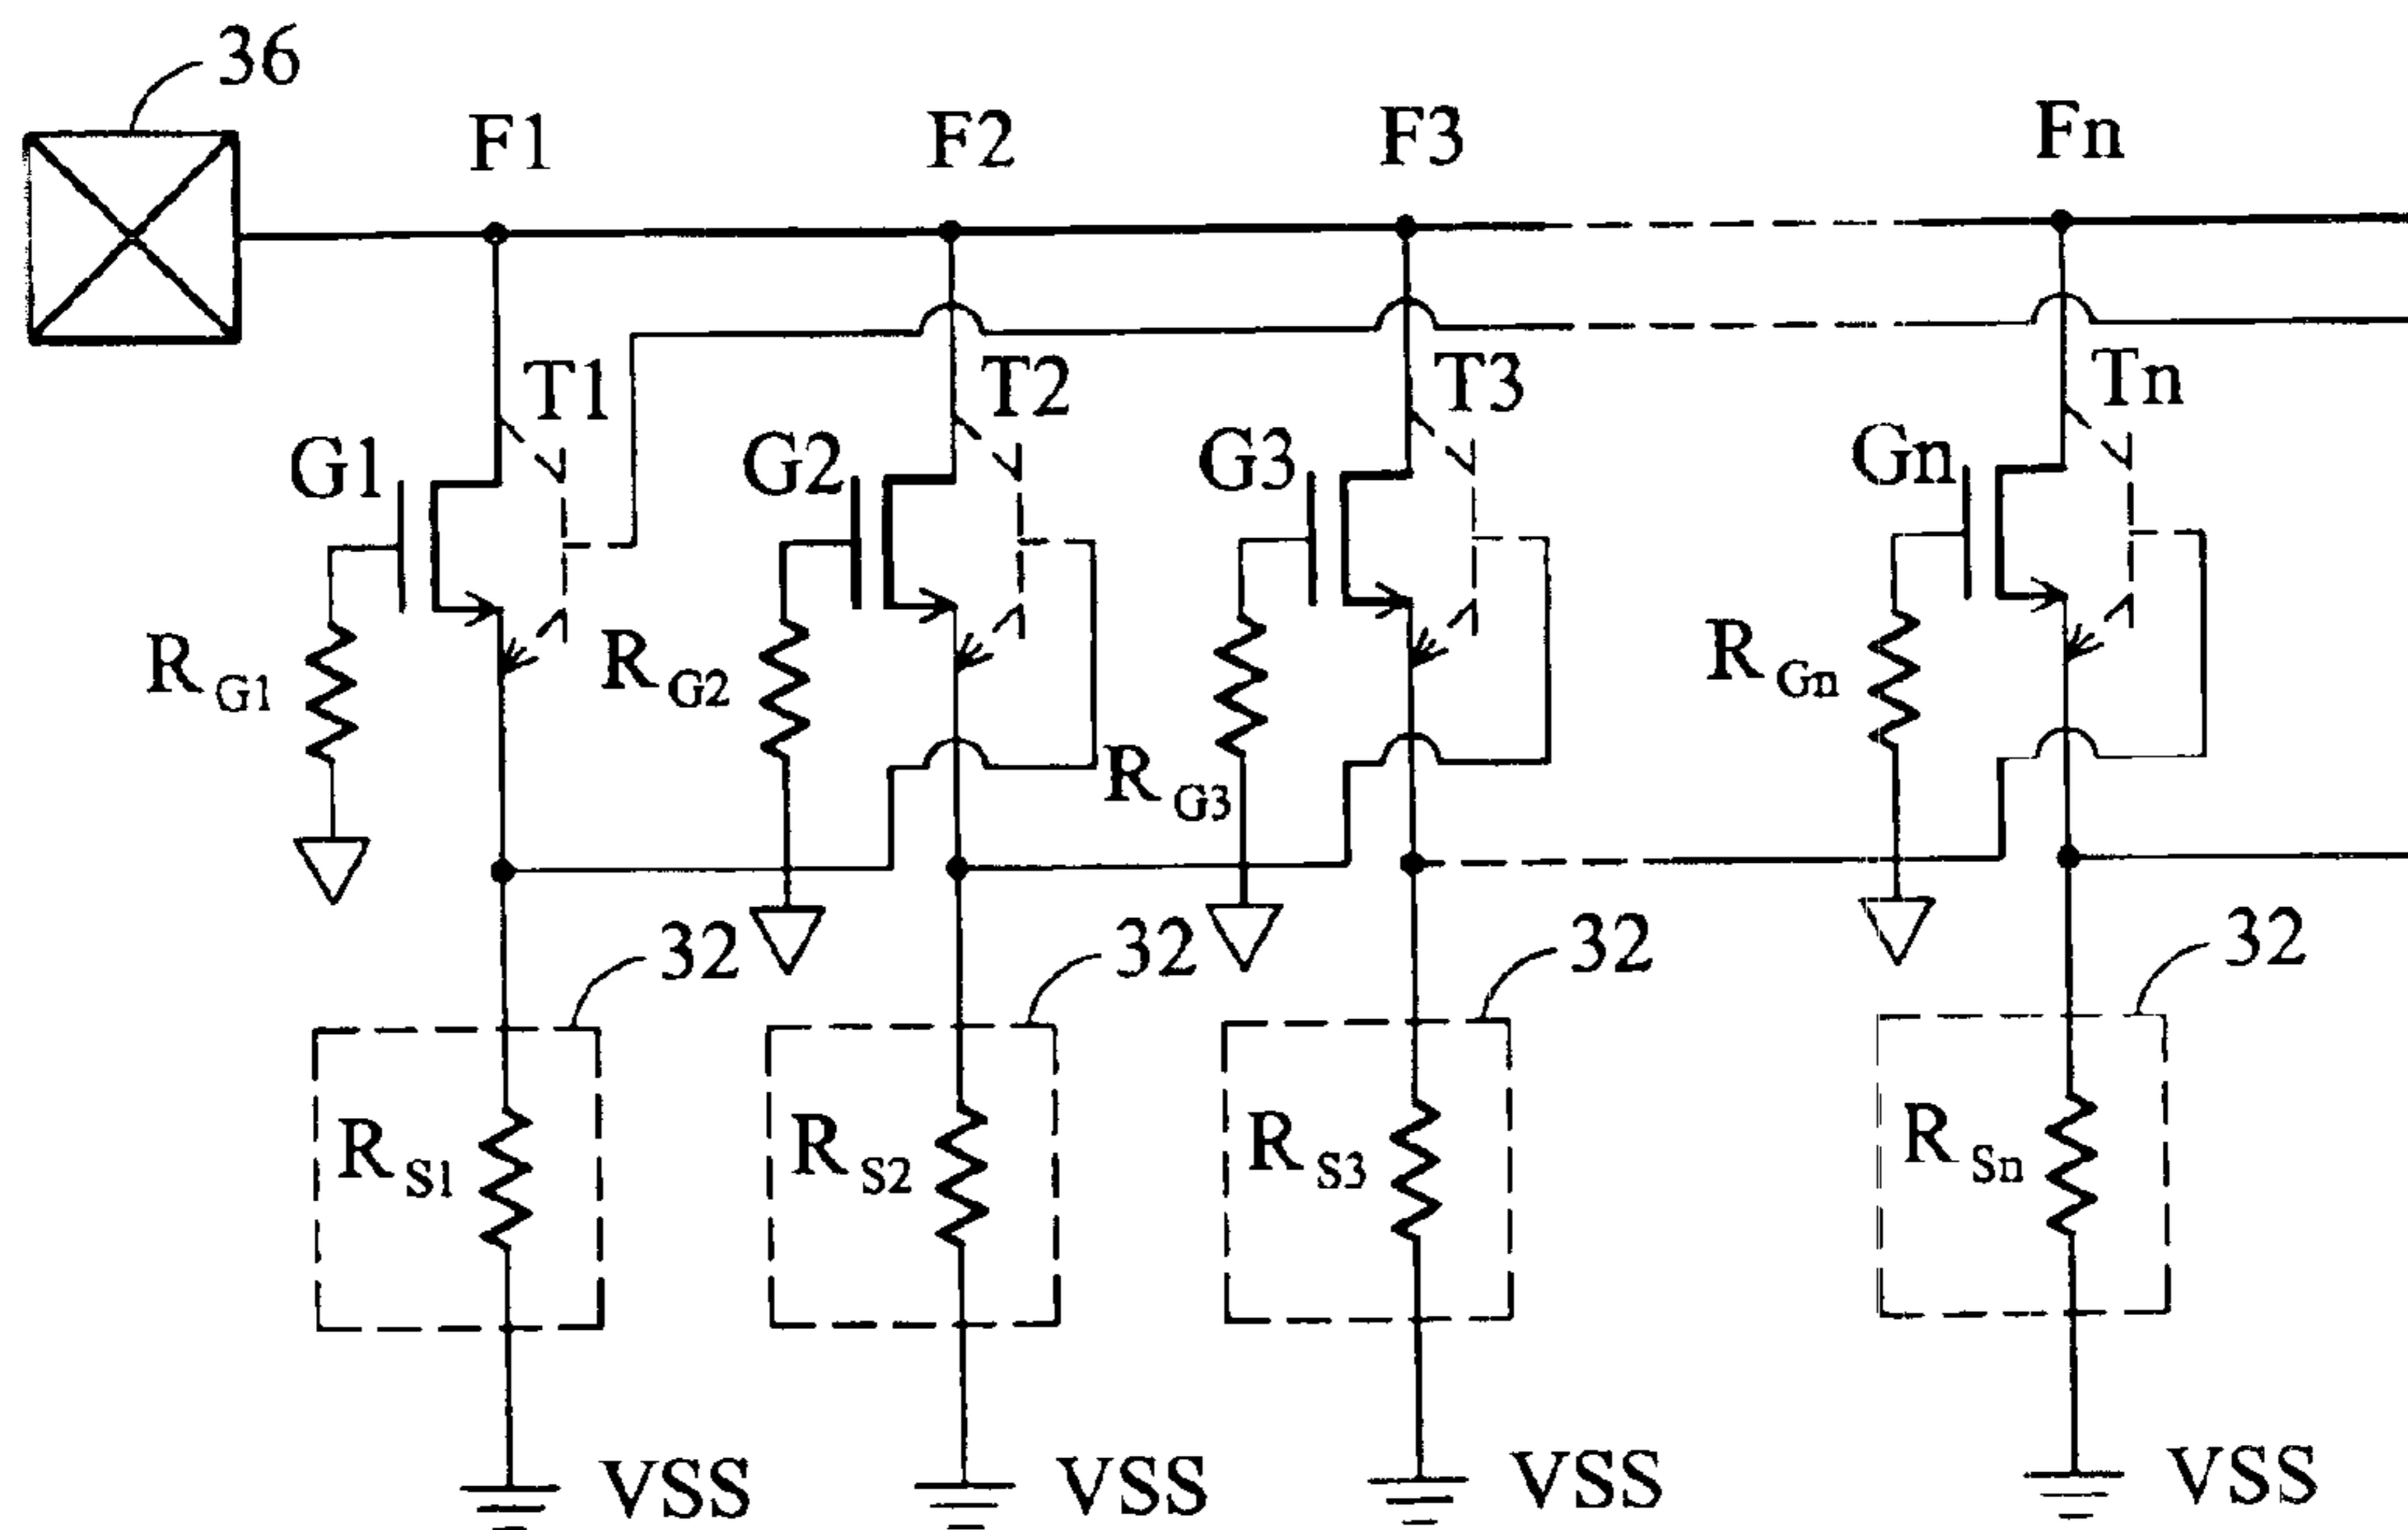 36
F1 F2 F3 Fn
T1 T2 T3 Tn
G1 G2 G3 Gn
RG1 RG2 RG3 RGn
32 32 32 32
RS1 RS2 RS3 RSn
VSS VSS VSS VSS